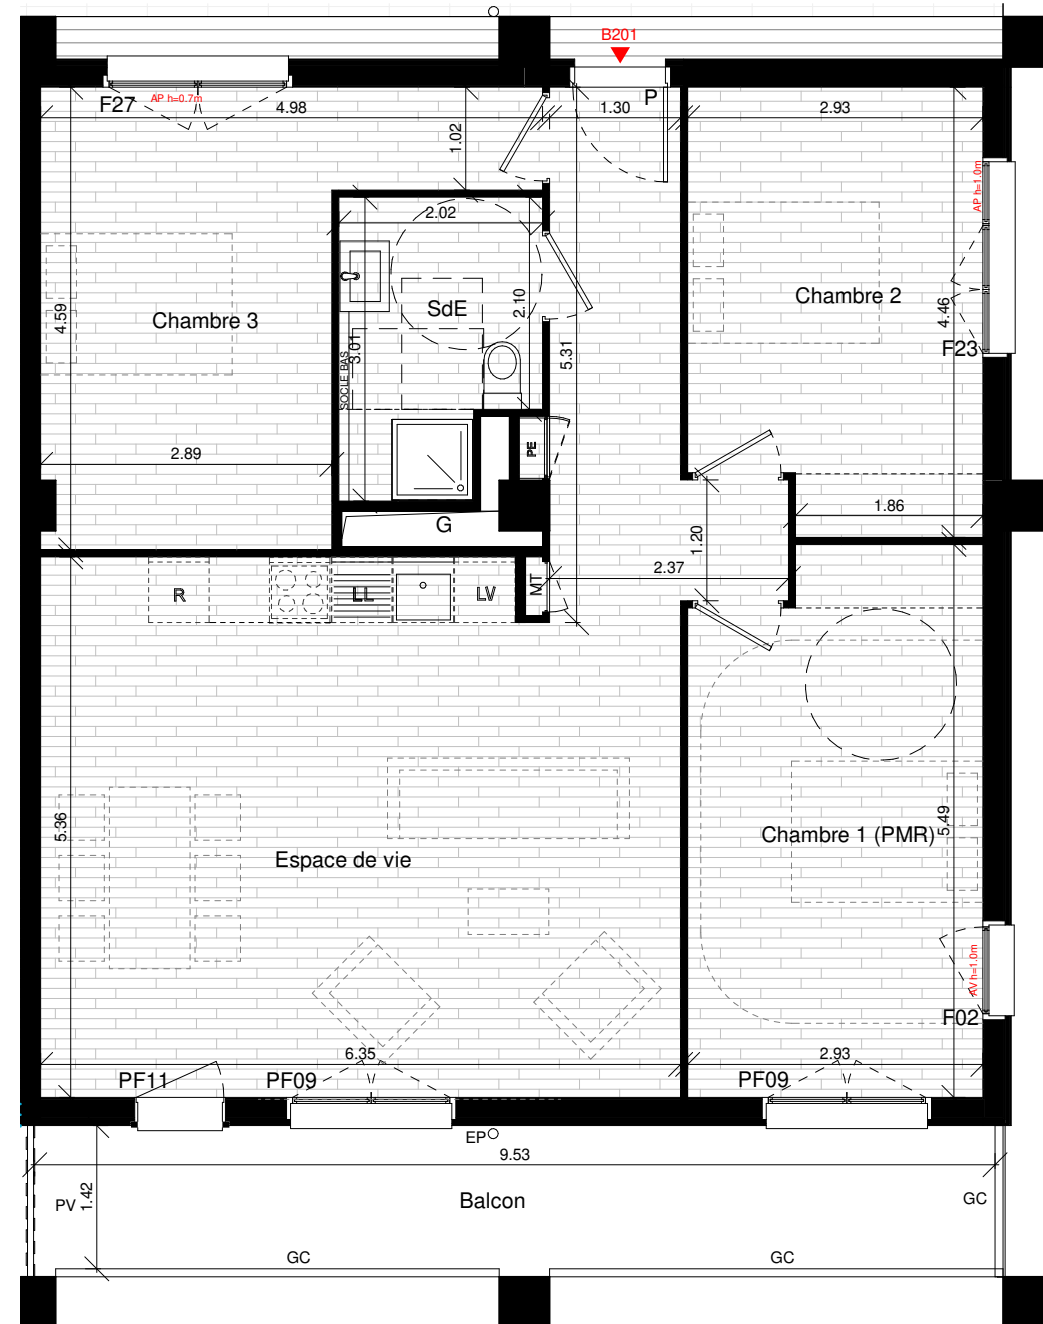 B201
F27
AP h=0.7m
4.98
P
1.30
2.93
1.02
AP h=1.0m
2.02
SdE
2.10
Chambre 3
4.59
3.01
SOCLE BAS
5.31
Chambre 2
4.46
F23
2.89
PE
G
1.86
1.20
2.37
R
LL
LV
MT
5.36
Espace de vie
Chambre 1 (PMR)
5.49
AV h=1.0m
F02
6.35
2.93
PF11
PF09
PF09
EP
9.53
PV
1.42
Balcon
GC
GC
GC